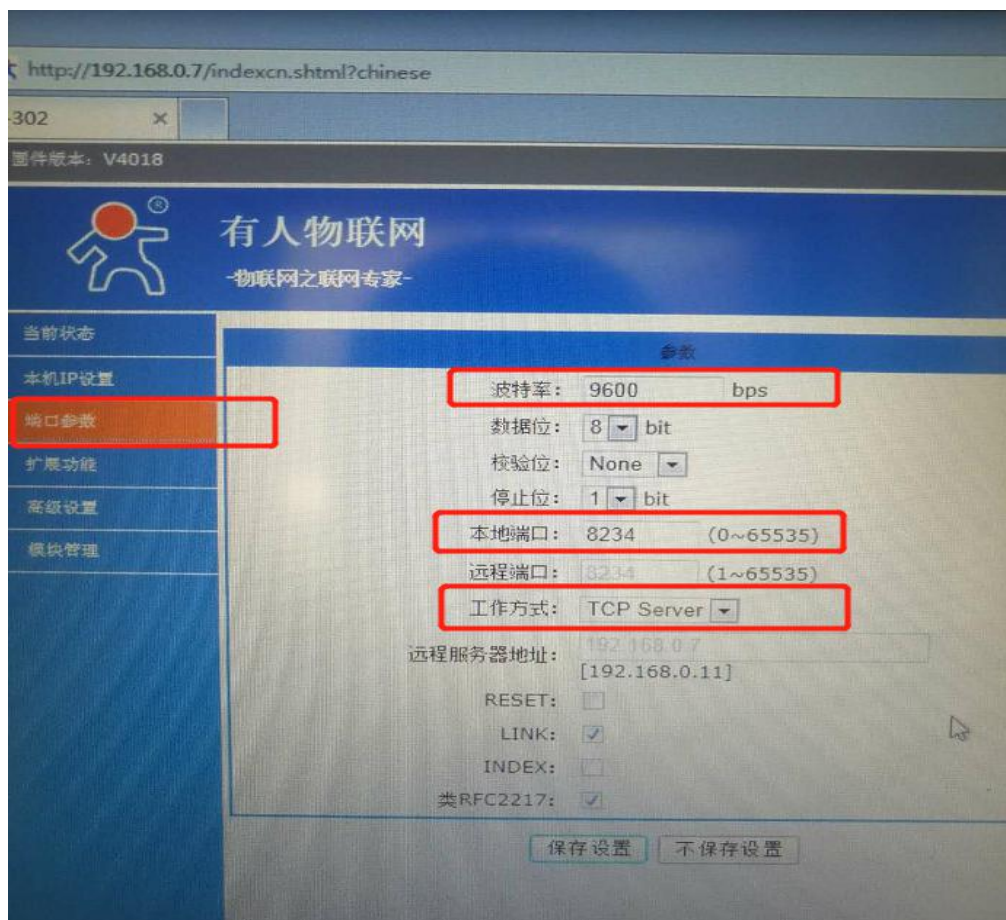 http://192.168.0.7/indexcn.shtml?chinese
-302
固件版本：V4018
®
有人物联网
-物联网之联网专家-
当前状态
本机IP设置
端口参数
扩展功能
高级设置
模块管理
参数
波特率： 9600 bps
数据位： 8 bit
校验位： None
停止位： 1 bit
本地端口： 8234 (0~65535)
远程端口： 8234 (1~65535)
工作方式： TCP Server
远程服务器地址： 192.168.0.7
[192.168.0.11]
RESET:
LINK:
INDEX:
类RFC2217:
保存设置 不保存设置